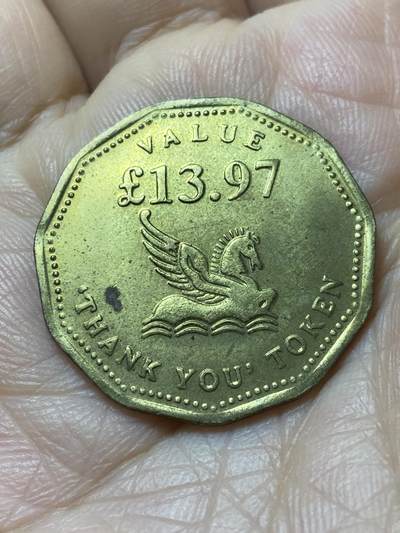 VALUE
£13.97
'THANK YOU' TOKEN